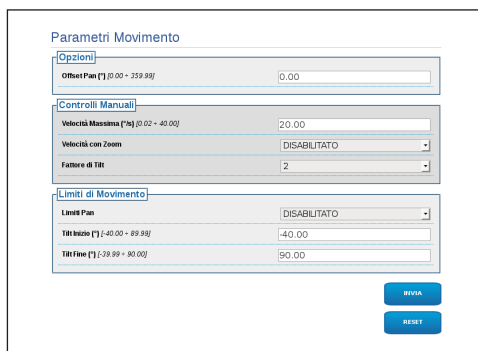 Parametri Movimento
Opzioni
Offset Pan (°) [0.00 ÷ 359.99] 0.00
Controlli Manuali
Velocità Massima (°/s) [0.02 ÷ 40.00] 20.00
Velocità con Zoom DISABILITATO
Fattore di Tilt 2
Limiti di Movimento
Limiti Pan DISABILITATO
Tilt Inizio (°) [-40.00 ÷ 89.99] -40.00
Tilt Fine (°) [-39.99 ÷ 90.00] 90.00
INVIA
RESET